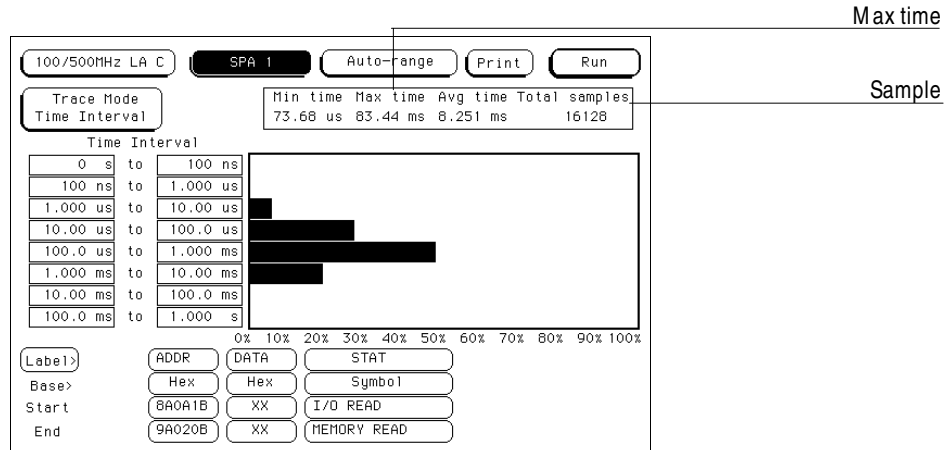 Max time
100/500MHz LA C SPA 1 Auto-range Print Run
Sample
Trace Mode
Time Interval
Min time Max time Avg time Total samples
73.68 us 83.44 ms 8.251 ms 16128
Time Interval
0 s to 100 ns
100 ns to 1.000 us
1.000 us to 10.00 us
10.00 us to 100.0 us
100.0 us to 1.000 ms
1.000 ms to 10.00 ms
10.00 ms to 100.0 ms
100.0 ms to 1.000 s
0% 10% 20% 30% 40% 50% 60% 70% 80% 90% 100%
Label> ADDR DATA STAT
Base> Hex Hex Symbol
Start 8A0A1B XX I/O READ
End 9A020B XX MEMORY READ